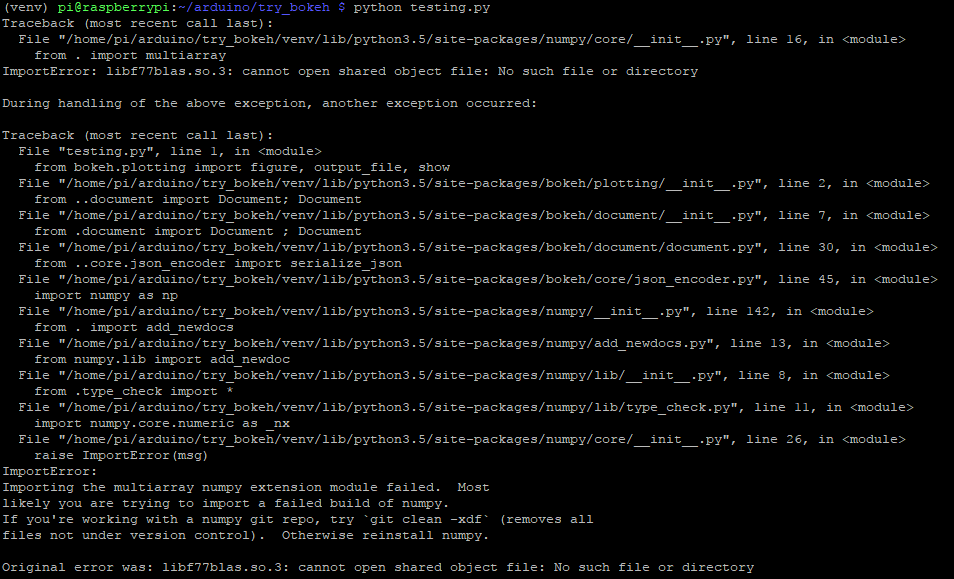 (venv) pi@raspberrypi:~/arduino/try_bokeh $ python testing.py
Traceback (most recent call last):
  File "/home/pi/arduino/try_bokeh/venv/lib/python3.5/site-packages/numpy/core/__init__.py", line 16, in <module>
    from . import multiarray
ImportError: libf77blas.so.3: cannot open shared object file: No such file or directory

During handling of the above exception, another exception occurred:

Traceback (most recent call last):
  File "testing.py", line 1, in <module>
    from bokeh.plotting import figure, output_file, show
  File "/home/pi/arduino/try_bokeh/venv/lib/python3.5/site-packages/bokeh/plotting/__init__.py", line 2, in <module>
    from ..document import Document; Document
  File "/home/pi/arduino/try_bokeh/venv/lib/python3.5/site-packages/bokeh/document/__init__.py", line 7, in <module>
    from .document import Document ; Document
  File "/home/pi/arduino/try_bokeh/venv/lib/python3.5/site-packages/bokeh/document/document.py", line 30, in <module>
    from ..core.json_encoder import serialize_json
  File "/home/pi/arduino/try_bokeh/venv/lib/python3.5/site-packages/bokeh/core/json_encoder.py", line 45, in <module>
    import numpy as np
  File "/home/pi/arduino/try_bokeh/venv/lib/python3.5/site-packages/numpy/__init__.py", line 142, in <module>
    from . import add_newdocs
  File "/home/pi/arduino/try_bokeh/venv/lib/python3.5/site-packages/numpy/add_newdocs.py", line 13, in <module>
    from numpy.lib import add_newdoc
  File "/home/pi/arduino/try_bokeh/venv/lib/python3.5/site-packages/numpy/lib/__init__.py", line 8, in <module>
    from .type_check import *
  File "/home/pi/arduino/try_bokeh/venv/lib/python3.5/site-packages/numpy/lib/type_check.py", line 11, in <module>
    import numpy.core.numeric as _nx
  File "/home/pi/arduino/try_bokeh/venv/lib/python3.5/site-packages/numpy/core/__init__.py", line 26, in <module>
    raise ImportError(msg)
ImportError:
Importing the multiarray numpy extension module failed.  Most
likely you are trying to import a failed build of numpy.
If you're working with a numpy git repo, try `git clean -xdf` (removes all
files not under version control).  Otherwise reinstall numpy.

Original error was: libf77blas.so.3: cannot open shared object file: No such file or directory